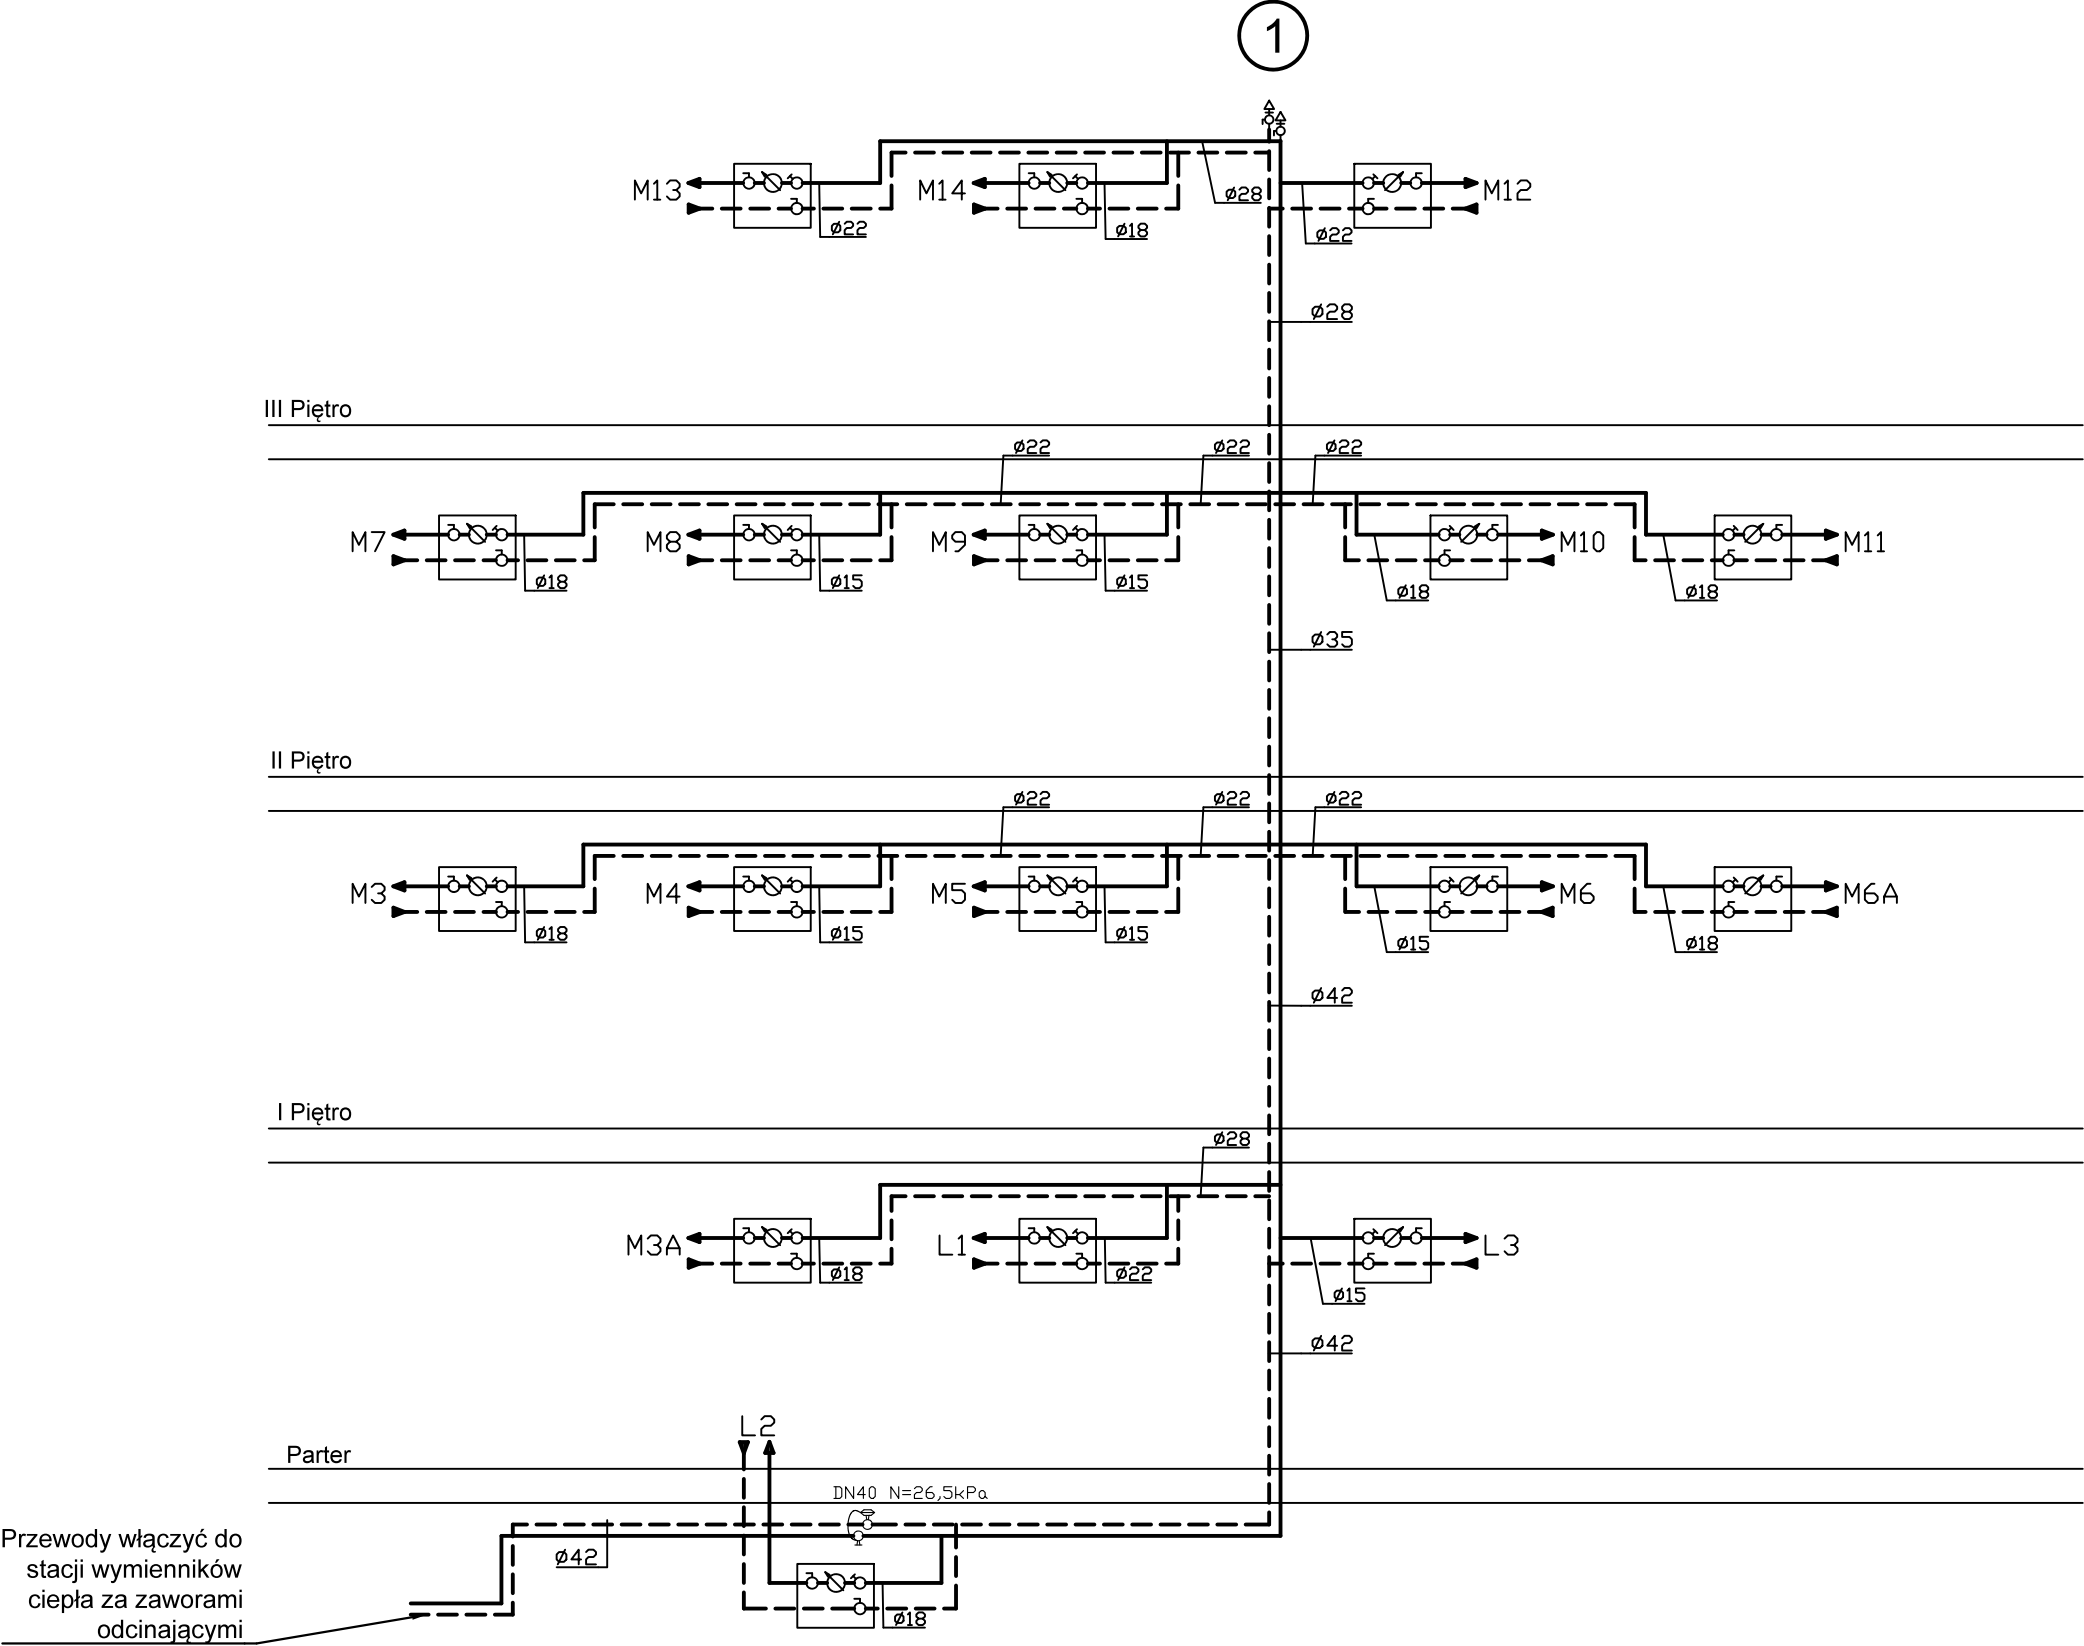 1
M13
M14
M12
ø28
ø22
ø18
ø22
ø28
III Piętro
ø22
ø22
ø22
M7
M8
M9
M10
M11
ø18
ø15
ø15
ø18
ø18
ø35
II Piętro
ø22
ø22
ø22
M3
M4
M5
M6
M6A
ø18
ø15
ø15
ø15
ø18
ø42
I Piętro
ø28
M3A
L1
L3
ø18
ø22
ø15
ø42
L2
Parter
DN40 N=26,5kPa
Przewody włączyć do
stacji wymienników
ciepła za zaworami
odcinającymi
ø42
ø18